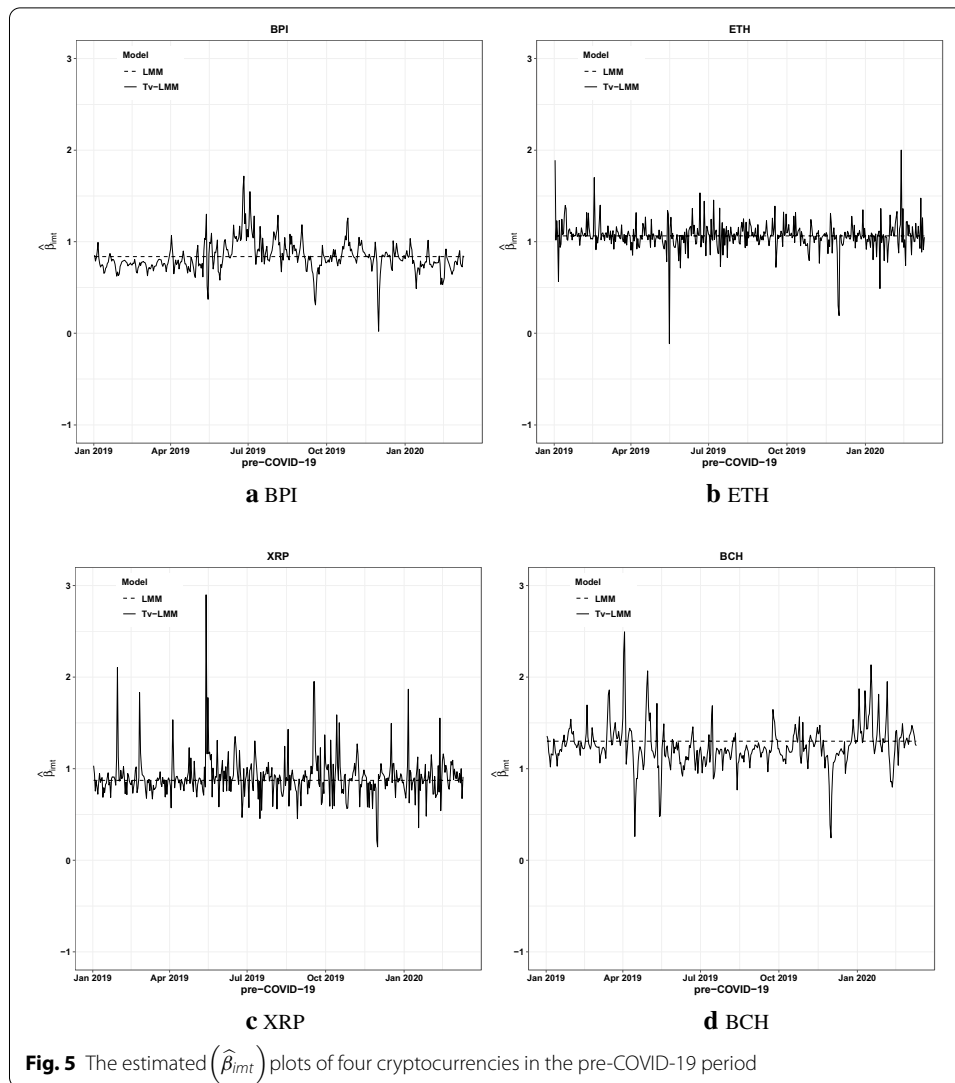 BPI
Model
LMM
Tv−LMM
3
2
1
0
−1
β̂imt
Jan 2019 Apr 2019 Jul 2019 Oct 2019 Jan 2020
pre−COVID−19
a BPI
ETH
Model
LMM
Tv−LMM
3
2
1
0
−1
β̂imt
Jan 2019 Apr 2019 Jul 2019 Oct 2019 Jan 2020
pre−COVID−19
b ETH
XRP
Model
LMM
Tv−LMM
3
2
1
0
−1
β̂imt
Jan 2019 Apr 2019 Jul 2019 Oct 2019 Jan 2020
pre−COVID−19
c XRP
BCH
Model
LMM
Tv−LMM
3
2
1
0
−1
β̂imt
Jan 2019 Apr 2019 Jul 2019 Oct 2019 Jan 2020
pre−COVID−19
d BCH
Fig. 5 The estimated (β̂imt) plots of four cryptocurrencies in the pre-COVID-19 period